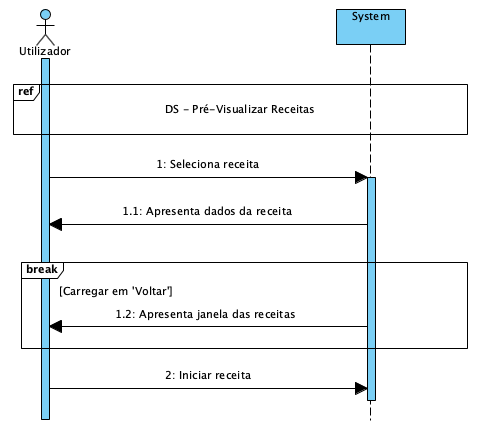 System
Utilizador
ref
DS - Pré-Visualizar Receitas
1: Seleciona receita
1.1: Apresenta dados da receita
break
[Carregar em 'Voltar']
1.2: Apresenta janela das receitas
2: Iniciar receita